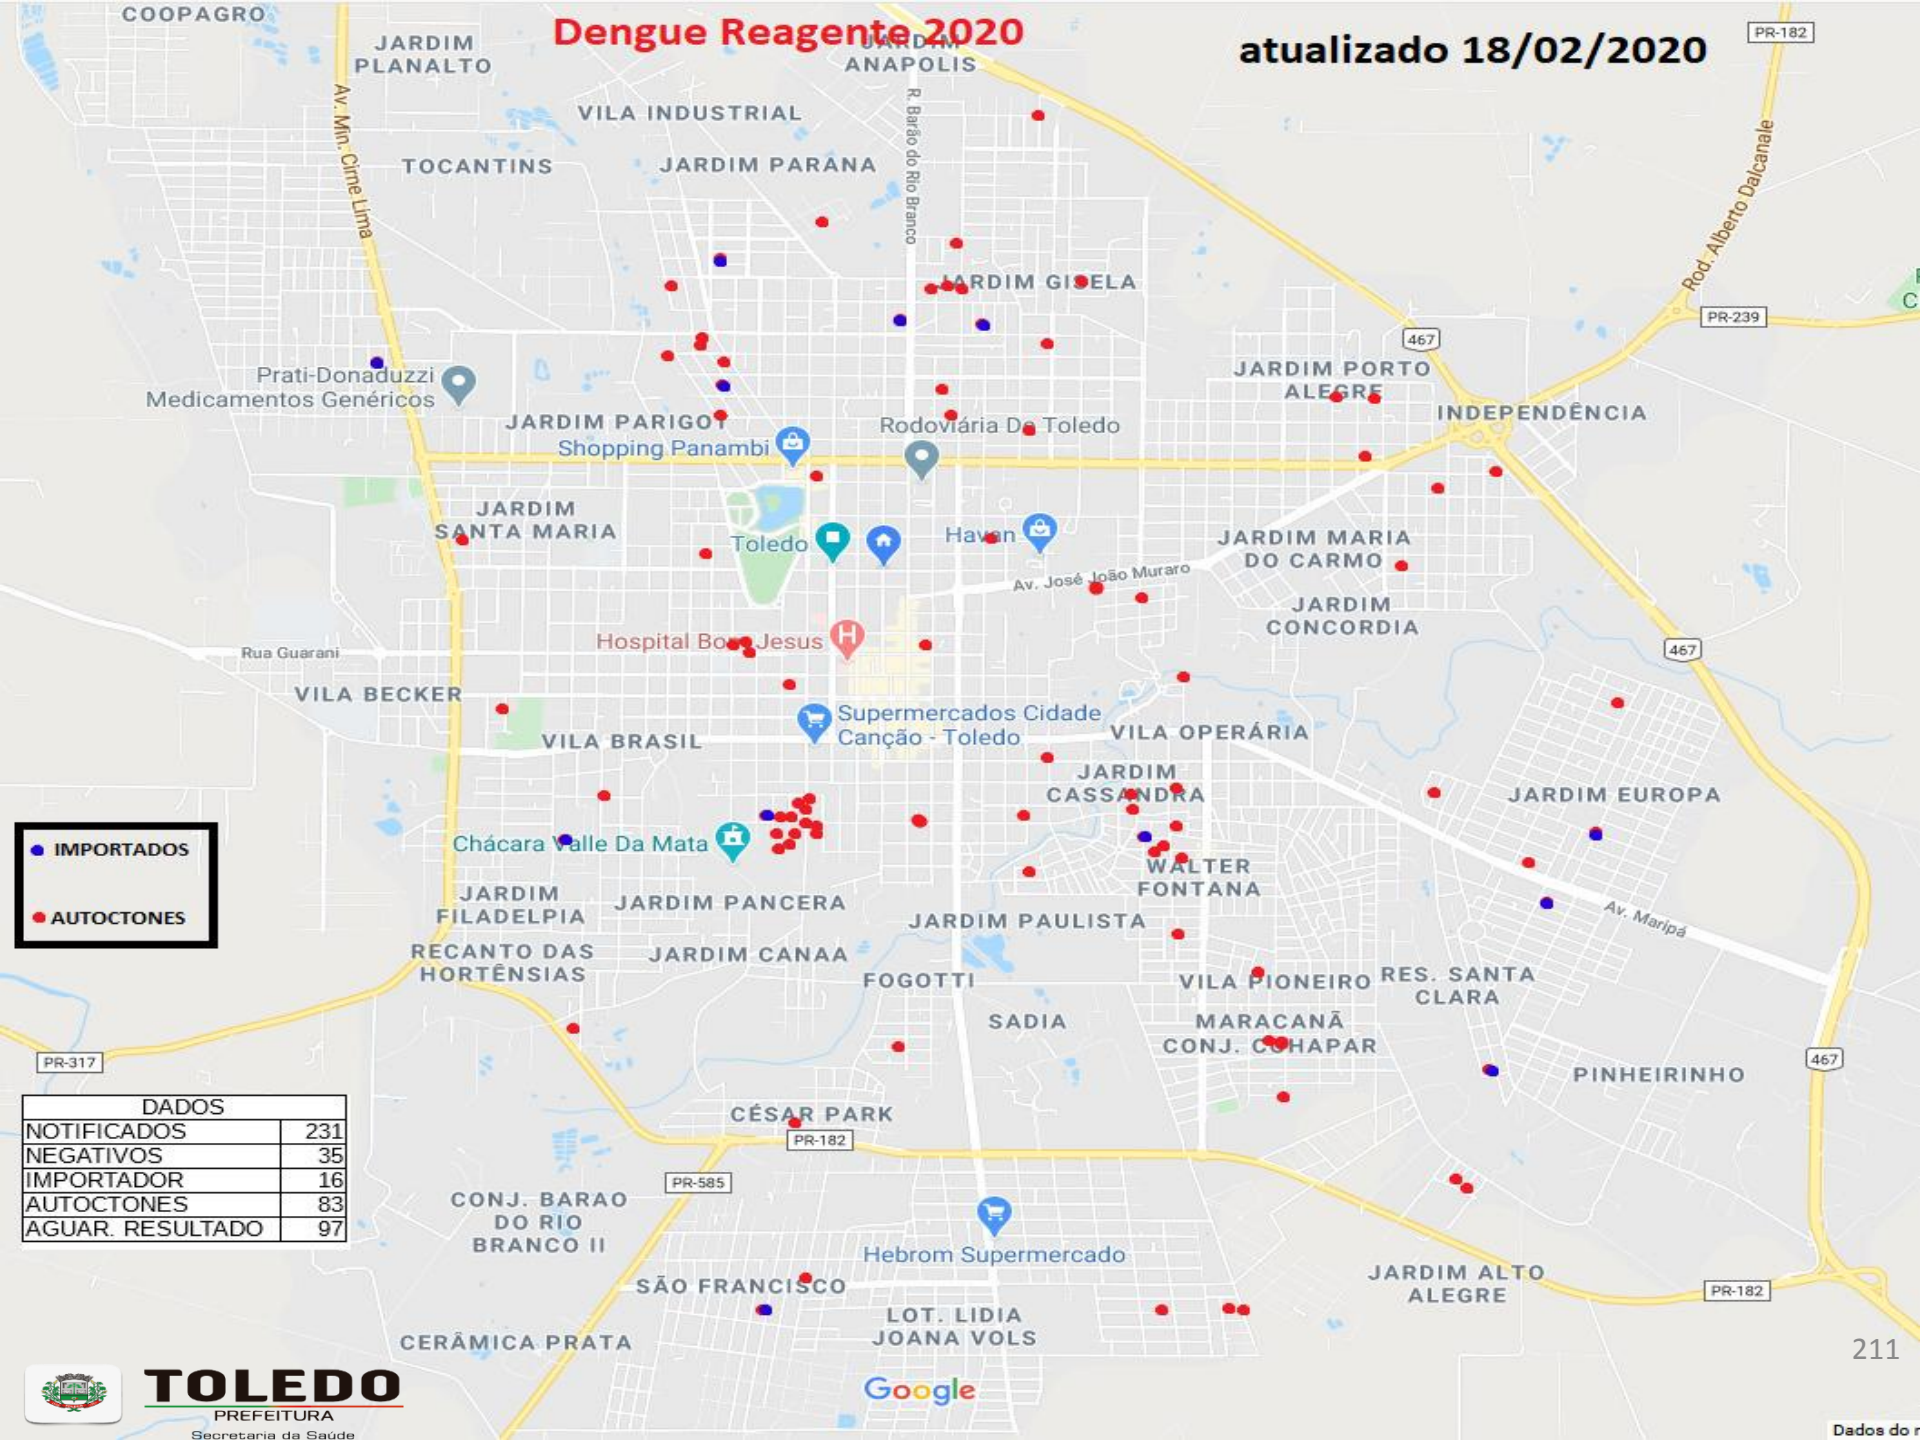 COOPAGRO
JARDIM
PLANALTO
Dengue Reagente 2020
JARDIM
ANAPOLIS
atualizado 18/02/2020
PR-182
Av. Min. Cirne Lima
VILA INDUSTRIAL
R. Barão do Rio Branco
TOCANTINS
JARDIM PARANA
Rod. Alberto Dalcanale
JARDIM GISELA
PR-239
467
Prati-Donaduzzi
Medicamentos Genéricos
JARDIM PORTO
ALEGRE
INDEPENDÊNCIA
JARDIM PARIGOT
Shopping Panambi
Rodoviária De Toledo
JARDIM
SANTA MARIA
Toledo
Havan
JARDIM MARIA
DO CARMO
Av. José João Muraro
JARDIM
CONCORDIA
Rua Guarani
Hospital Bom Jesus
H
467
VILA BECKER
Supermercados Cidade
Canção - Toledo
VILA BRASIL
VILA OPERÁRIA
JARDIM
CASSANDRA
JARDIM EUROPA
IMPORTADOS
AUTOCTONES
Chácara Valle Da Mata
WALTER
FONTANA
JARDIM
FILADELPIA
JARDIM PANCERA
JARDIM PAULISTA
Av. Maripá
RECANTO DAS
HORTÊNSIAS
JARDIM CANAA
FOGOTTI
VILA PIONEIRO
RES. SANTA
CLARA
SADIA
MARACANÃ
CONJ. COHAPAR
PR-317
467
PINHEIRINHO
DADOS
NOTIFICADOS 231
NEGATIVOS 35
IMPORTADOR 16
AUTOCTONES 83
AGUAR. RESULTADO 97
CÉSAR PARK
PR-182
PR-585
CONJ. BARAO
DO RIO
BRANCO II
Hebrom Supermercado
SÃO FRANCISCO
JARDIM ALTO
ALEGRE
PR-182
LOT. LIDIA
JOANA VOLS
CERÂMICA PRATA
211
TOLEDO
PREFEITURA
Secretaria da Saúde
Google
Dados do